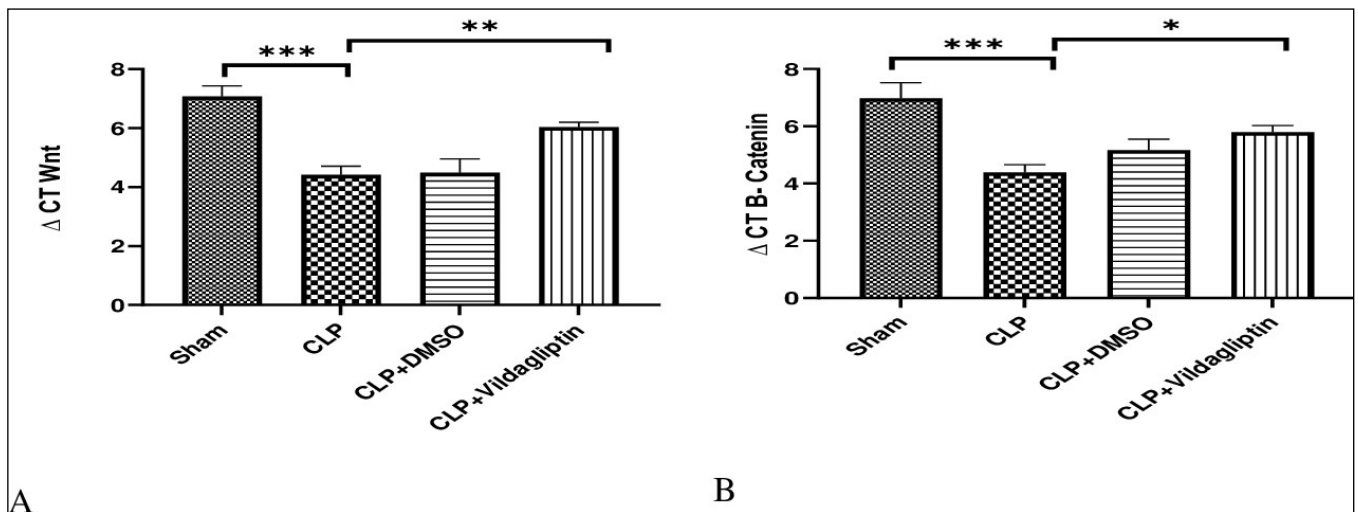 ***
**
Δ CT Wnt
8
6
4
2
0
Sham
CLP
CLP+DMSO
CLP+Vildagliptin
A
***
*
Δ CT B- Catenin
8
6
4
2
0
Sham
CLP
CLP+DMSO
CLP+Vildagliptin
B